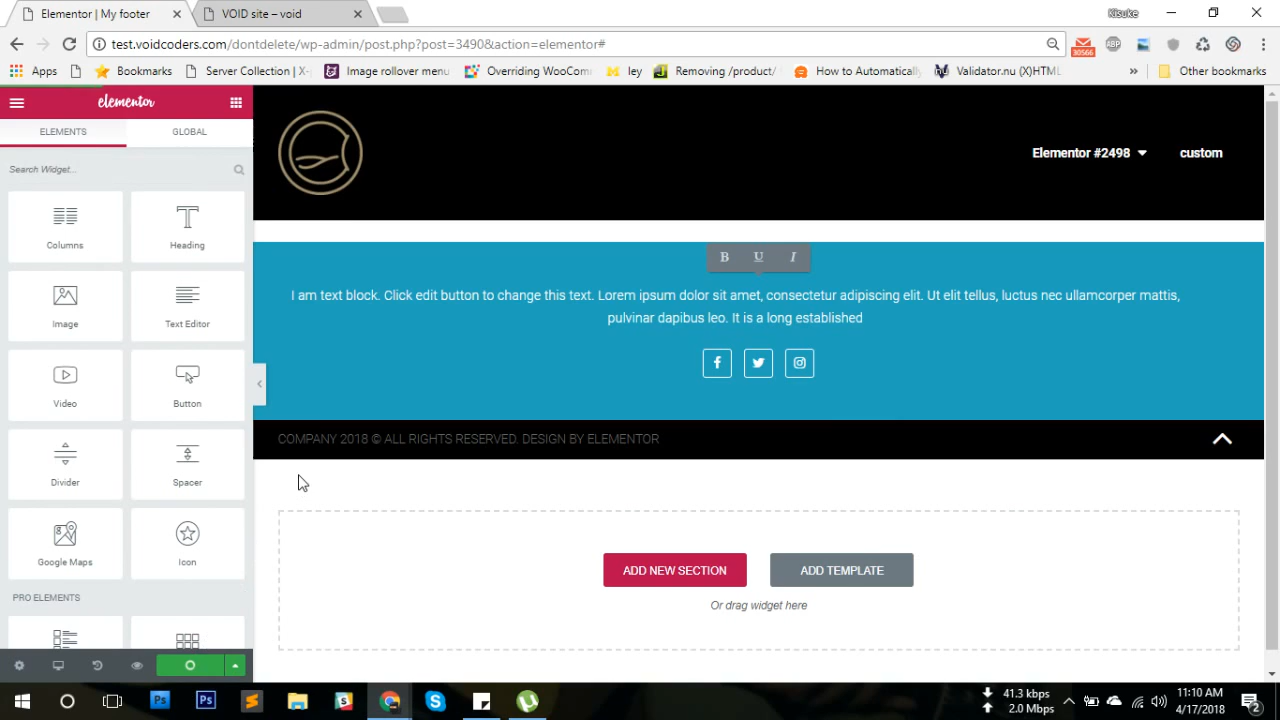 Elementor | My footer
VOID site – void
Kisuke
test.voidcoders.com/dontdelete/wp-admin/post.php?post=3490&action=elementor#
30566
ABP
Apps
Bookmarks
Server Collection | X-
Image rollover menu
Overriding WooComm
ley
Removing /product/
How to Automatically
Validator.nu (X)HTML
»
Other bookmarks
elementor
ELEMENTS
GLOBAL
Search Widget...
Columns
Heading
Image
Text Editor
Video
Button
Divider
Spacer
Google Maps
Icon
PRO ELEMENTS
Elementor #2498
custom
B U I
I am text block. Click edit button to change this text. Lorem ipsum dolor sit amet, consectetur adipiscing elit. Ut elit tellus, luctus nec ullamcorper mattis,
pulvinar dapibus leo. It is a long established
COMPANY 2018 © ALL RIGHTS RESERVED. DESIGN BY ELEMENTOR
ADD NEW SECTION
ADD TEMPLATE
Or drag widget here
Ps
Ps
41.3 kbps
2.0 Mbps
11:10 AM
4/17/2018
2